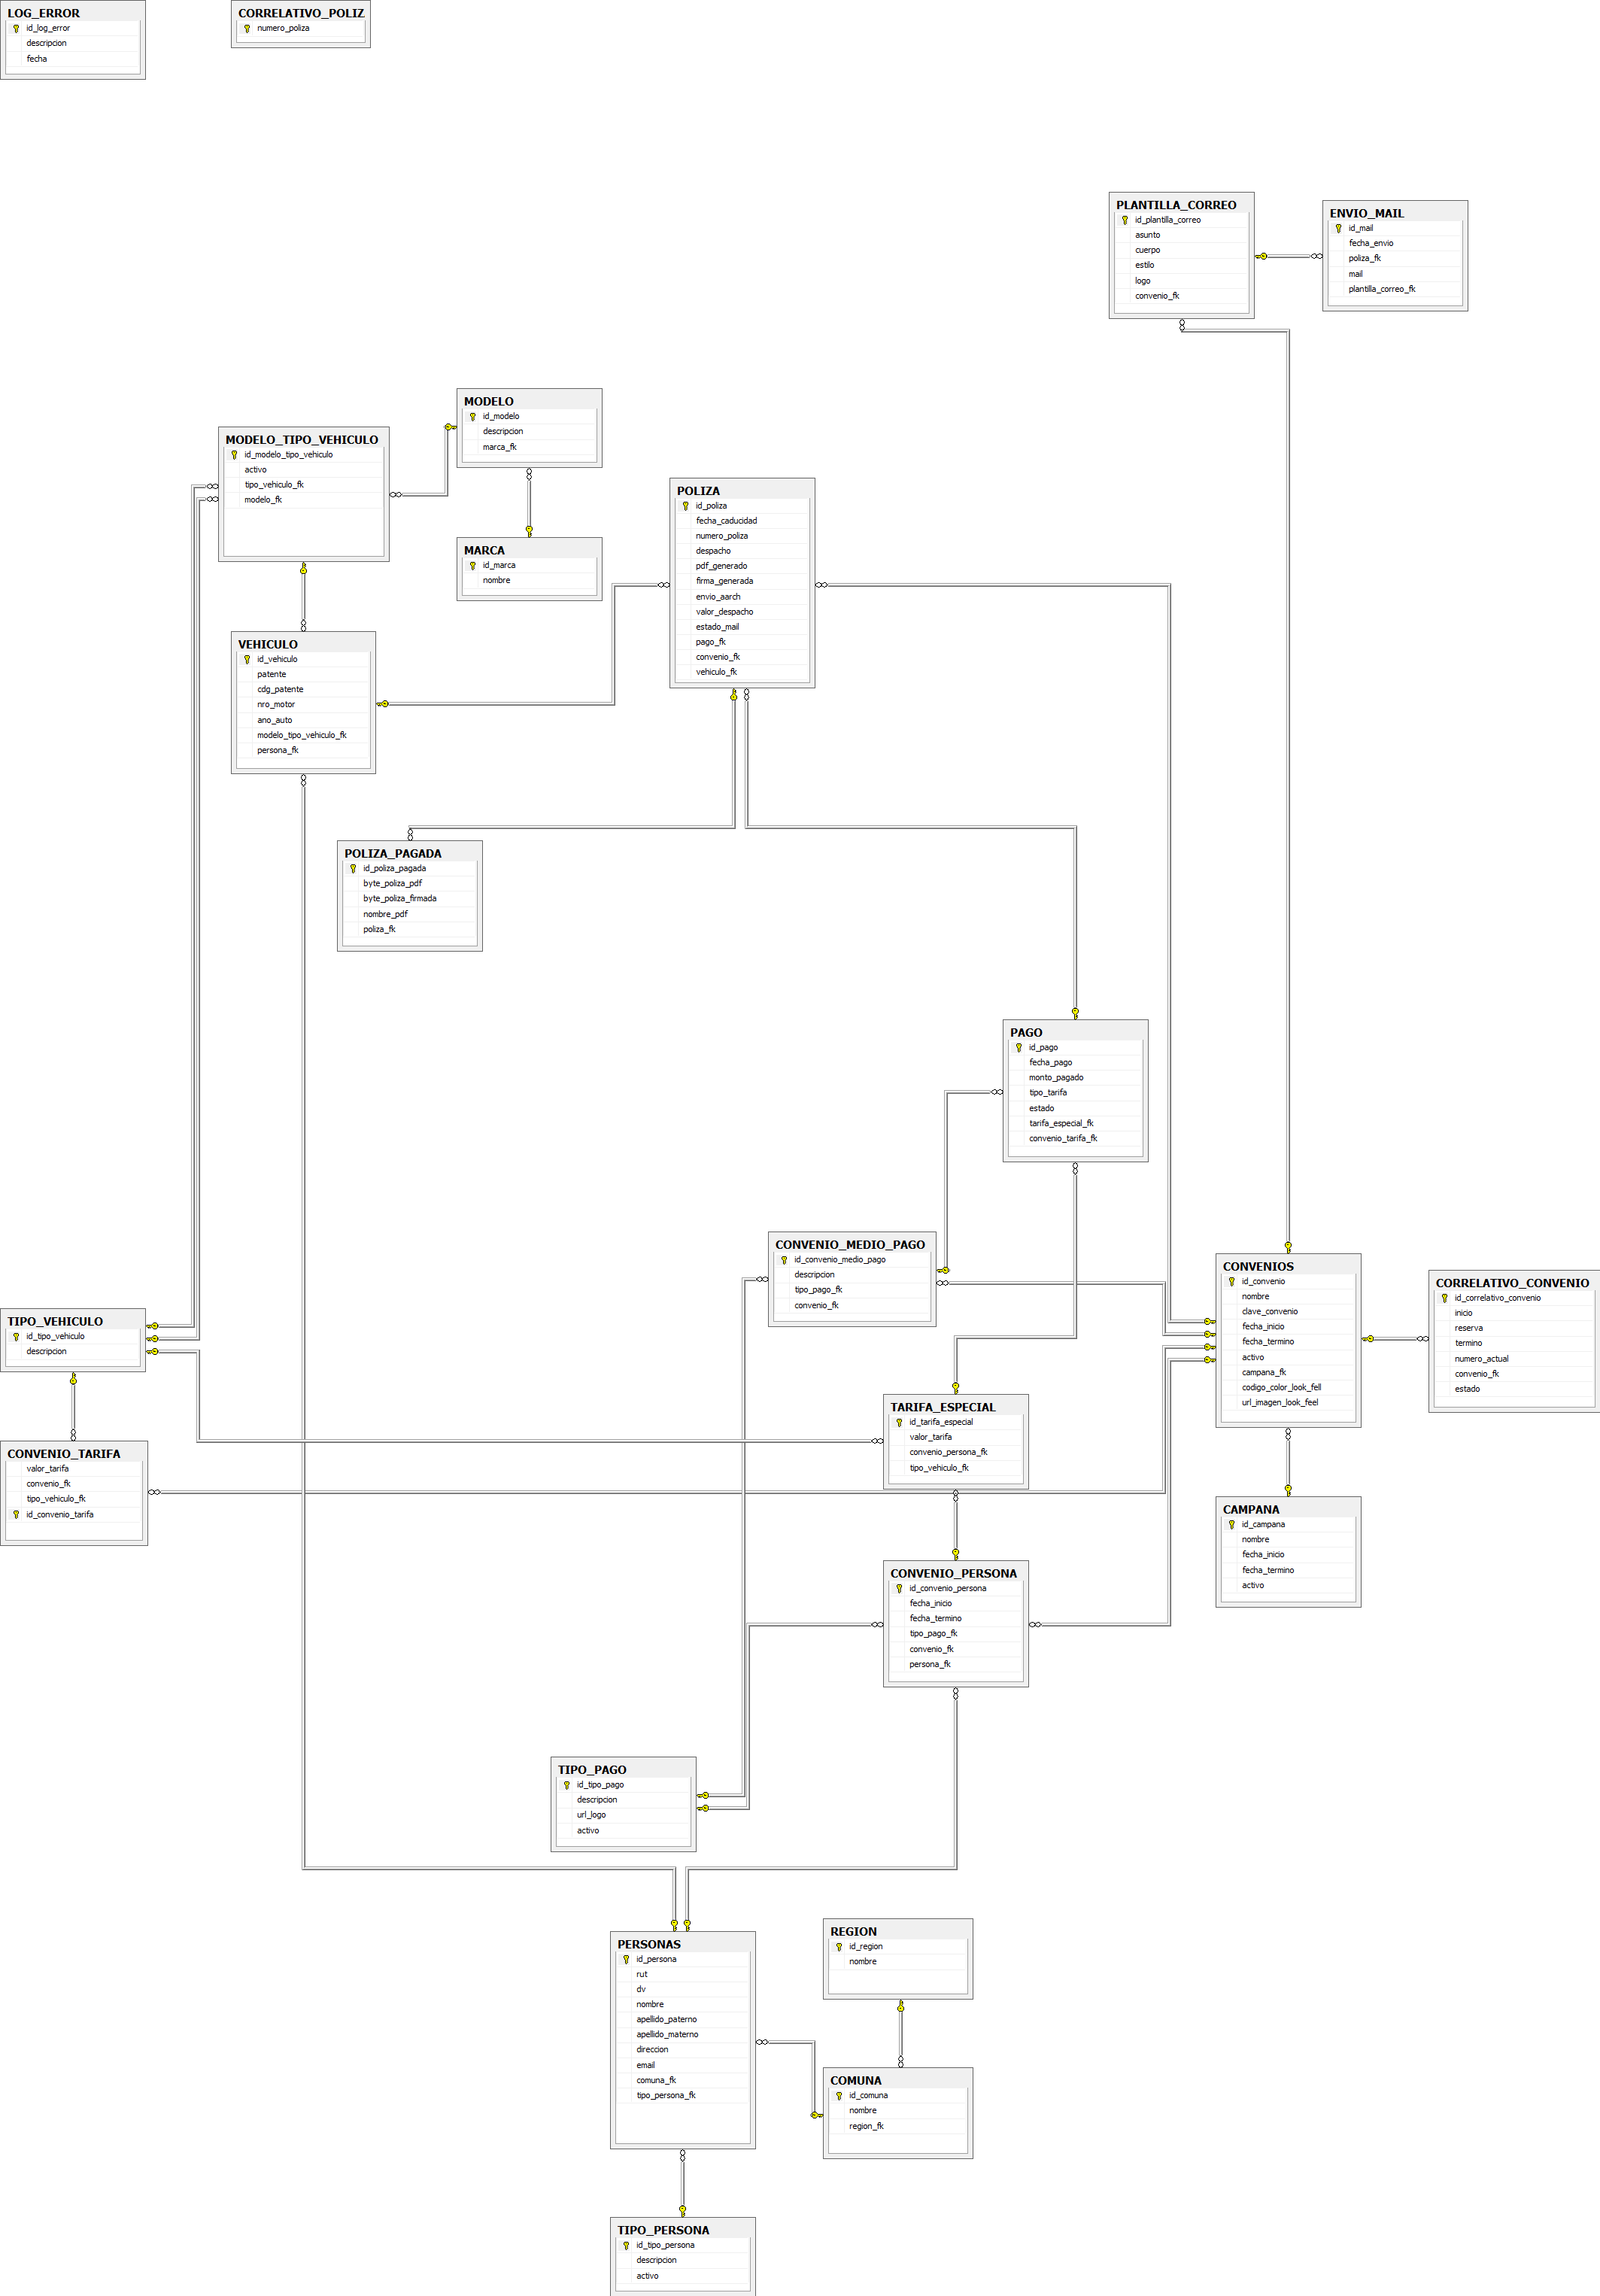 LOG_ERROR
id_log_error
descripcion
fecha
CORRELATIVO_POLIZ
numero_poliza
PLANTILLA_CORREO
id_plantilla_correo
asunto
cuerpo
estilo
logo
convenio_fk
ENVIO_MAIL
id_mail
fecha_envio
poliza_fk
mail
plantilla_correo_fk
MODELO
id_modelo
descripcion
marca_fk
MODELO_TIPO_VEHICULO
id_modelo_tipo_vehiculo
activo
tipo_vehiculo_fk
modelo_fk
POLIZA
id_poliza
fecha_caducidad
numero_poliza
despacho
pdf_generado
firma_generada
envio_aarch
valor_despacho
estado_mail
pago_fk
convenio_fk
vehiculo_fk
MARCA
id_marca
nombre
VEHICULO
id_vehiculo
patente
cdg_patente
nro_motor
ano_auto
modelo_tipo_vehiculo_fk
persona_fk
POLIZA_PAGADA
id_poliza_pagada
byte_poliza_pdf
byte_poliza_firmada
nombre_pdf
poliza_fk
PAGO
id_pago
fecha_pago
monto_pagado
tipo_tarifa
estado
tarifa_especial_fk
convenio_tarifa_fk
CONVENIO_MEDIO_PAGO
id_convenio_medio_pago
descripcion
tipo_pago_fk
convenio_fk
CONVENIOS
id_convenio
nombre
clave_convenio
fecha_inicio
fecha_termino
activo
campana_fk
codigo_color_look_fell
url_imagen_look_feel
CORRELATIVO_CONVENIO
id_correlativo_convenio
inicio
reserva
termino
numero_actual
convenio_fk
estado
TIPO_VEHICULO
id_tipo_vehiculo
descripcion
TARIFA_ESPECIAL
id_tarifa_especial
valor_tarifa
convenio_persona_fk
tipo_vehiculo_fk
CONVENIO_TARIFA
valor_tarifa
convenio_fk
tipo_vehiculo_fk
id_convenio_tarifa
CAMPANA
id_campana
nombre
fecha_inicio
fecha_termino
activo
CONVENIO_PERSONA
id_convenio_persona
fecha_inicio
fecha_termino
tipo_pago_fk
convenio_fk
persona_fk
TIPO_PAGO
id_tipo_pago
descripcion
url_logo
activo
PERSONAS
id_persona
rut
dv
nombre
apellido_paterno
apellido_materno
direccion
email
comuna_fk
tipo_persona_fk
REGION
id_region
nombre
COMUNA
id_comuna
nombre
region_fk
TIPO_PERSONA
id_tipo_persona
descripcion
activo